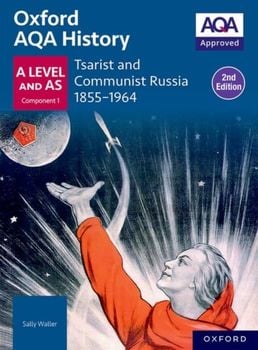 Oxford
AQA History
AQA
Approved
A LEVEL
AND AS
Component 1
Tsarist and
Communist Russia
1855–1964
2nd
Edition
Sally Waller
OXFORD